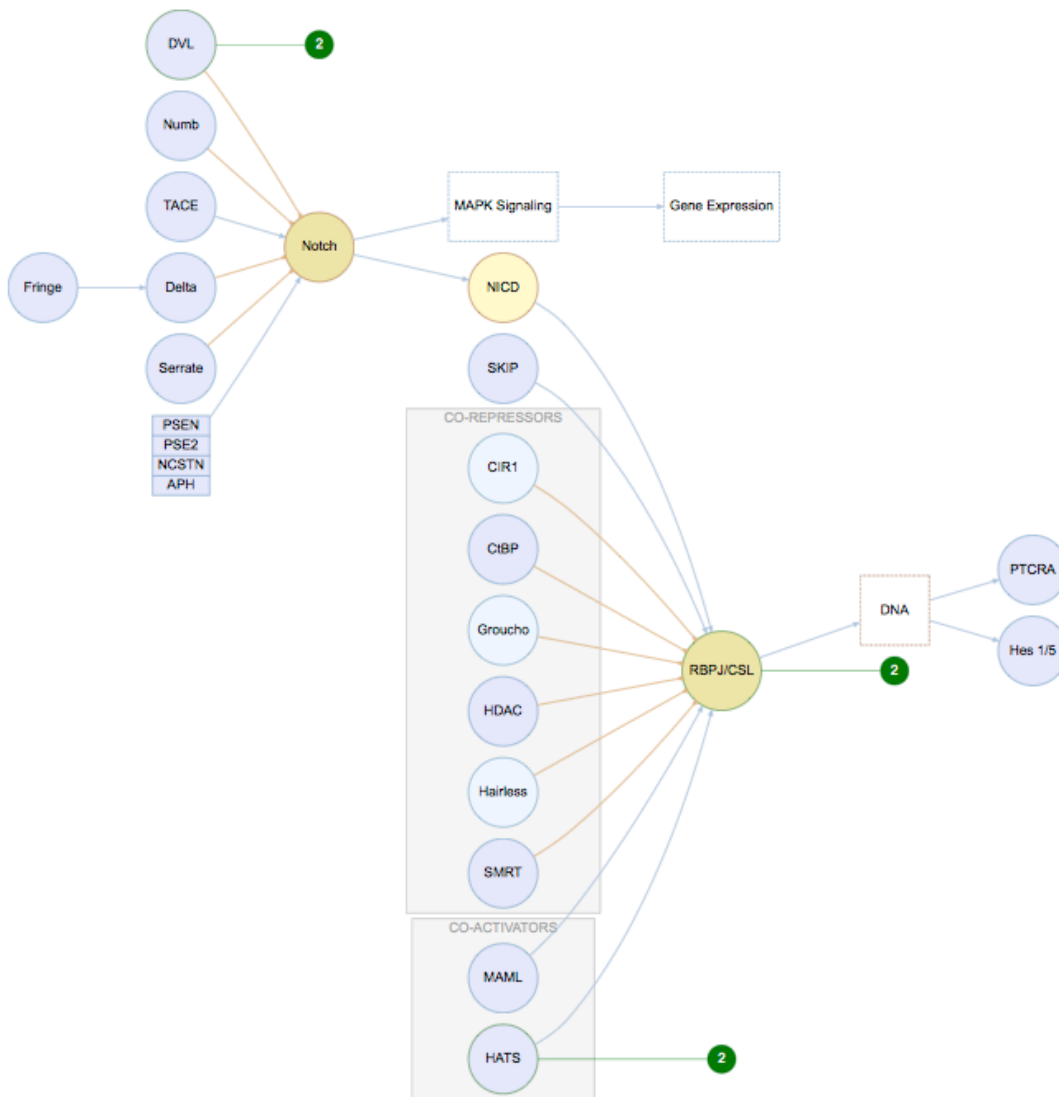 DVL
2
Numb
TACE
MAPK Signaling
Gene Expression
Notch
Fringe
Delta
NICD
Serrate
SKIP
PSEN
PSE2
NCSTN
APH
CO-REPRESSORS
CIR1
CtBP
Groucho
HDAC
Hairless
SMRT
RBPJ/CSL
2
DNA
PTCRA
Hes 1/5
CO-ACTIVATORS
MAML
HATS
2